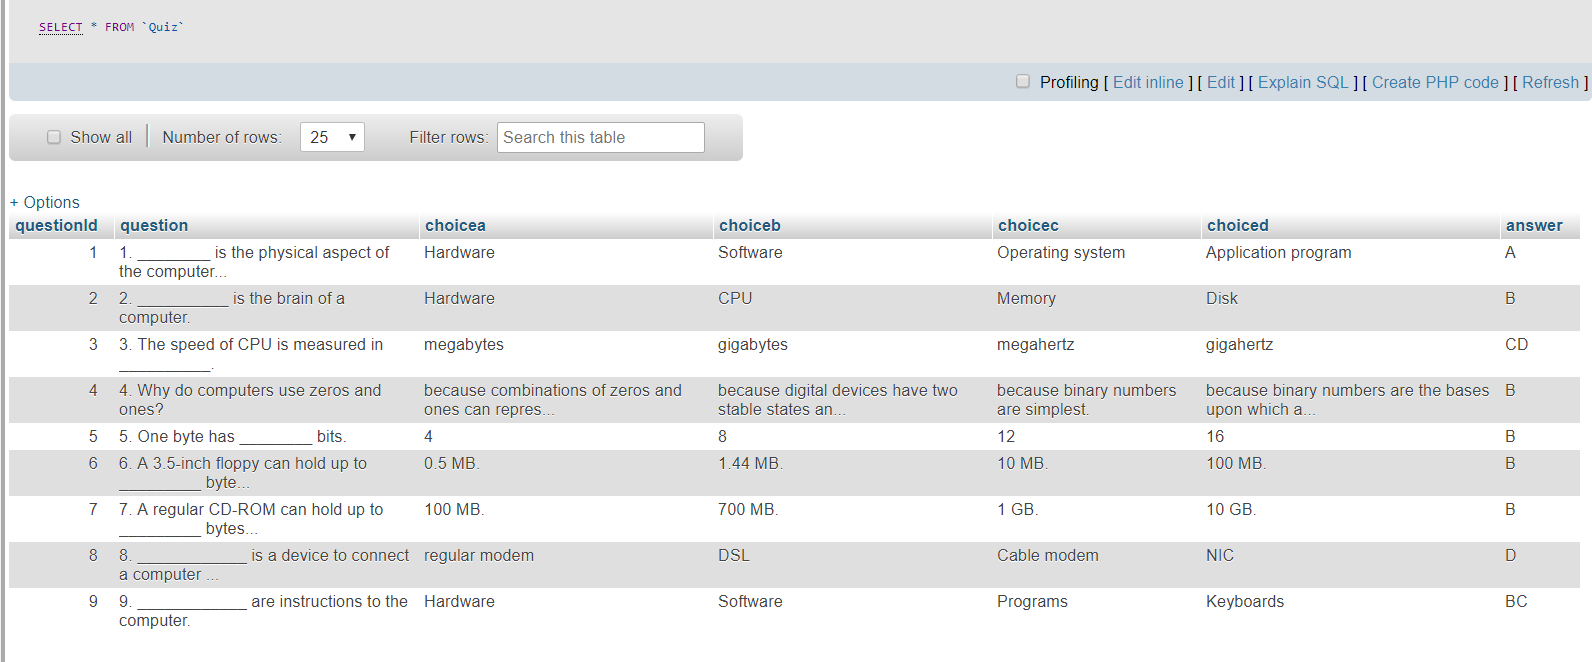 SELECT * FROM `Quiz`
Profiling [ Edit inline ] [ Edit ] [ Explain SQL ] [ Create PHP code ] [ Refresh ]
Show all Number of rows: 25 Filter rows: Search this table
+ Options
questionId question choicea choiceb choicec choiced answer
1 1. ________ is the physical aspect of Hardware Software Operating system Application program A
the computer...
2 2. __________ is the brain of a Hardware CPU Memory Disk B
computer.
3 3. The speed of CPU is measured in megabytes gigabytes megahertz gigahertz CD
__________.
4 4. Why do computers use zeros and because combinations of zeros and because digital devices have two because binary numbers because binary numbers are the bases B
ones? ones can repres... stable states an... are simplest. upon which a...
5 5. One byte has ________ bits. 4 8 12 16 B
6 6. A 3.5-inch floppy can hold up to 0.5 MB. 1.44 MB. 10 MB. 100 MB. B
_________ byte...
7 7. A regular CD-ROM can hold up to 100 MB. 700 MB. 1 GB. 10 GB. B
_________ bytes...
8 8. ____________ is a device to connect regular modem DSL Cable modem NIC D
a computer ...
9 9. ____________ are instructions to the Hardware Software Programs Keyboards BC
computer.